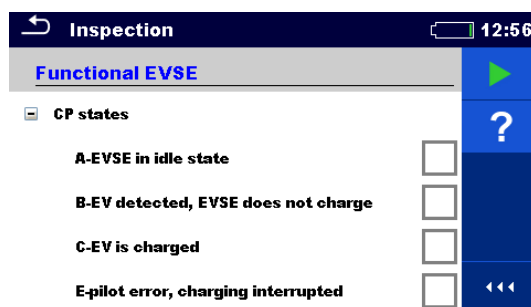 Inspection
12:56
Functional EVSE
CP states
?
A-EVSE in idle state
B-EV detected, EVSE does not charge
C-EV is charged
E-pilot error, charging interrupted